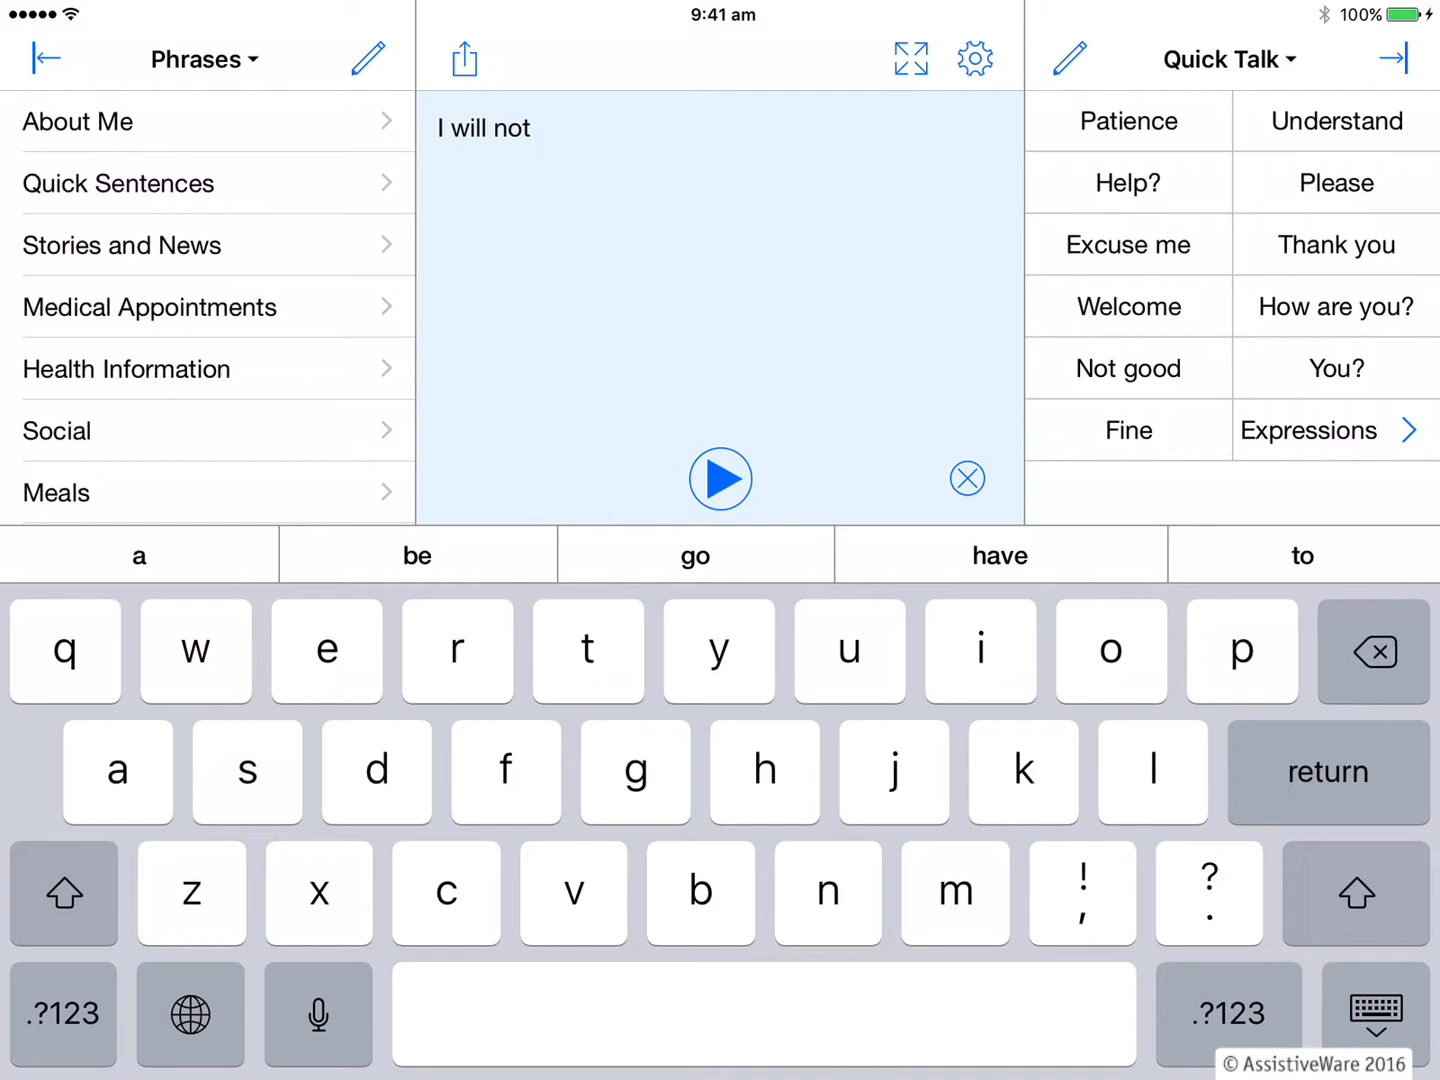 9:41 am
100%
Phrases
Quick Talk
About Me
Quick Sentences
Stories and News
Medical Appointments
Health Information
Social
Meals
I will not
Patience Understand
Help? Please
Excuse me Thank you
Welcome How are you?
Not good You?
Fine Expressions
a be go have to
q w e r t y u i o p
a s d f g h j k l return
z x c v b n m ! , ? .
.?123 .?123
© AssistiveWare 2016